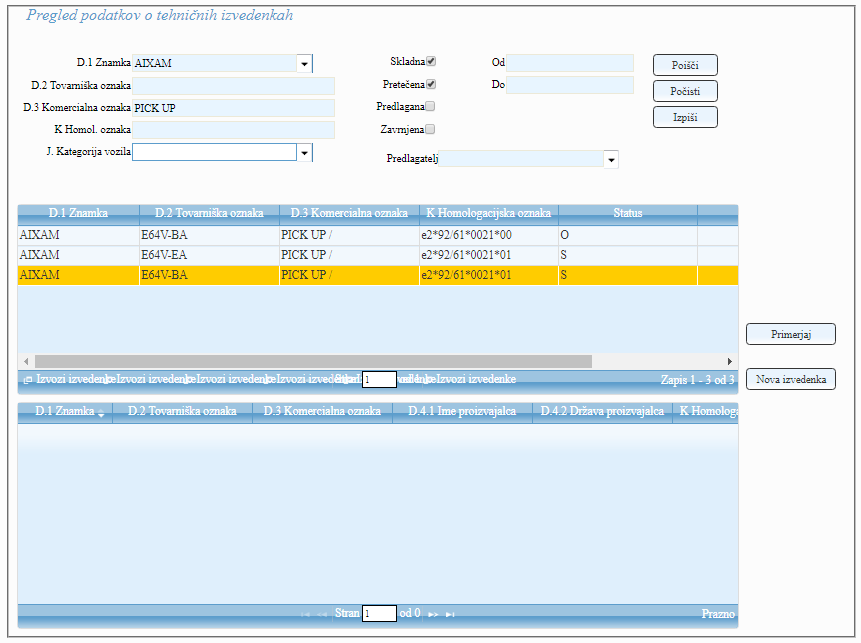 Pregled podatkov o tehničnih izvedenkah
D.1 Znamka AIXAM
D.2 Tovarniška oznaka
D.3 Komercialna oznaka PICK UP
K Homol. oznaka
J. Kategorija vozila
Skladna
Pretečena
Predlagana
Zavrnjena
Predlagatelj
Od
Do
Poišči
Počisti
Izpiši
D.1 Znamka D.2 Tovarniška oznaka D.3 Komercialna oznaka K Homologacijska oznaka Status
AIXAM E64V-BA PICK UP / e2*92/61*0021*00 O
AIXAM E64V-EA PICK UP / e2*92/61*0021*01 S
AIXAM E64V-BA PICK UP / e2*92/61*0021*01 S
Izvozi izvedenke Izvozi izvedenke Izvozi izvedenke Izvozi 1 Izvozi izvedenke Zapis 1 - 3 od 3
Primerjaj
Nova izvedenka
D.1 Znamka D.2 Tovarniška oznaka D.3 Komercialna oznaka D.4.1 Ime proizvajalca D.4.2 Država proizvajalca K Homologa
Stran 1 od 0 Prazno